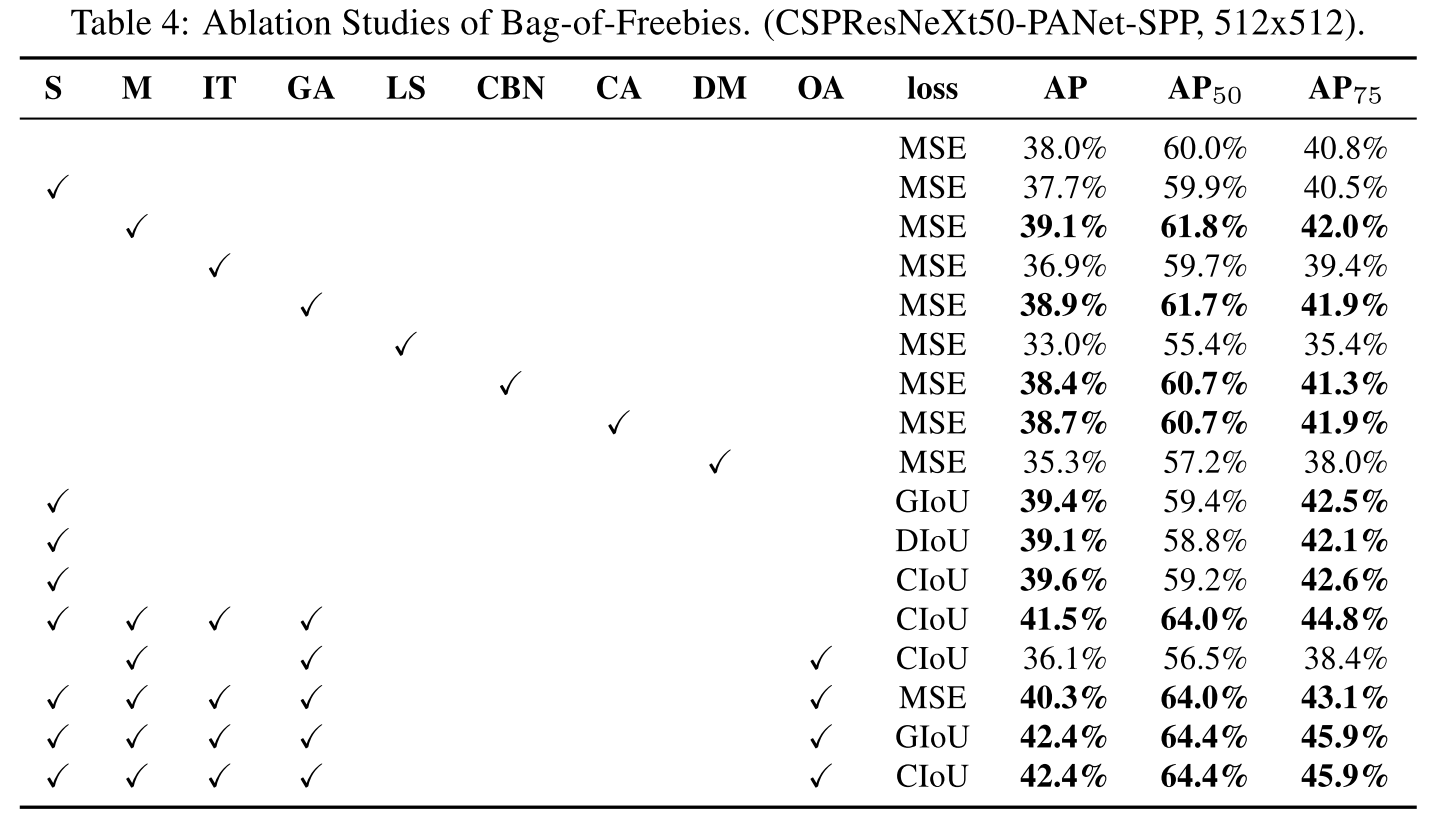 Table 4: Ablation Studies of Bag-of-Freebies. (CSPResNeXt50-PANet-SPP, 512x512).
S M IT GA LS CBN CA DM OA loss AP AP50 AP75
MSE 38.0% 60.0% 40.8%
✓ MSE 37.7% 59.9% 40.5%
✓ MSE 39.1% 61.8% 42.0%
✓ MSE 36.9% 59.7% 39.4%
✓ MSE 38.9% 61.7% 41.9%
✓ MSE 33.0% 55.4% 35.4%
✓ MSE 38.4% 60.7% 41.3%
✓ MSE 38.7% 60.7% 41.9%
✓ MSE 35.3% 57.2% 38.0%
✓ GIoU 39.4% 59.4% 42.5%
✓ DIoU 39.1% 58.8% 42.1%
✓ CIoU 39.6% 59.2% 42.6%
✓ ✓ ✓ ✓ CIoU 41.5% 64.0% 44.8%
✓ ✓ ✓ CIoU 36.1% 56.5% 38.4%
✓ ✓ ✓ ✓ ✓ MSE 40.3% 64.0% 43.1%
✓ ✓ ✓ ✓ ✓ GIoU 42.4% 64.4% 45.9%
✓ ✓ ✓ ✓ ✓ CIoU 42.4% 64.4% 45.9%